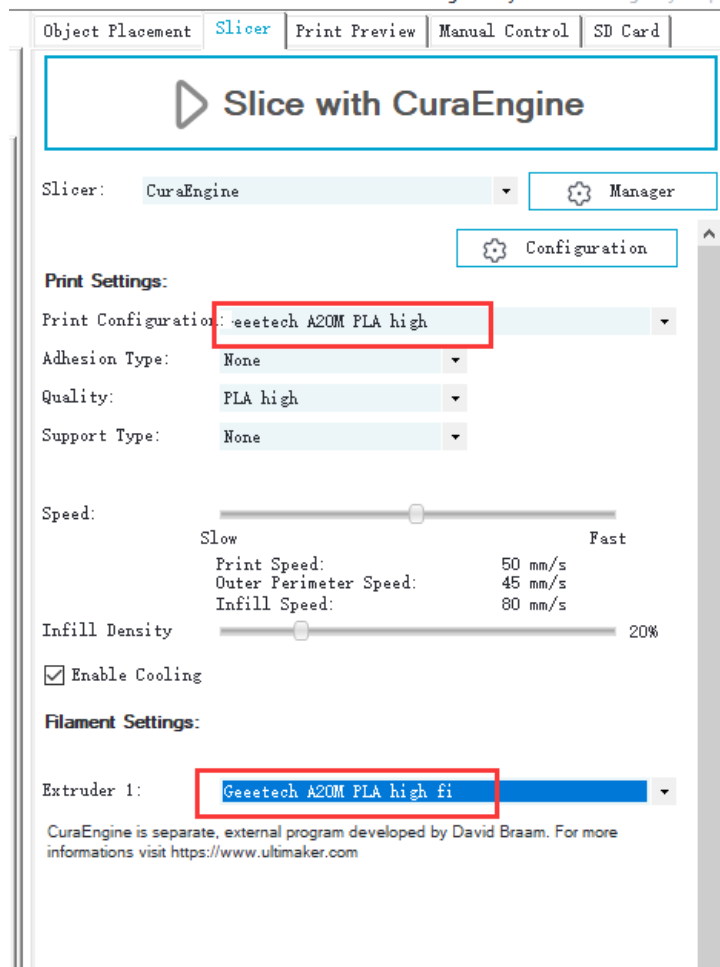 Object Placement Slicer Print Preview Manual Control SD Card
Slice with CuraEngine
Slicer: CuraEngine Manager
Configuration
Print Settings:
Print Configuration: eeetech A20M PLA high
Adhesion Type: None
Quality: PLA high
Support Type: None
Speed:
Slow Fast
Print Speed: 50 mm/s
Outer Perimeter Speed: 45 mm/s
Infill Speed: 80 mm/s
Infill Density 20%
Enable Cooling
Filament Settings:
Extruder 1: Geeetech A20M PLA high fi
CuraEngine is separate, external program developed by David Braam. For more
informations visit https://www.ultimaker.com